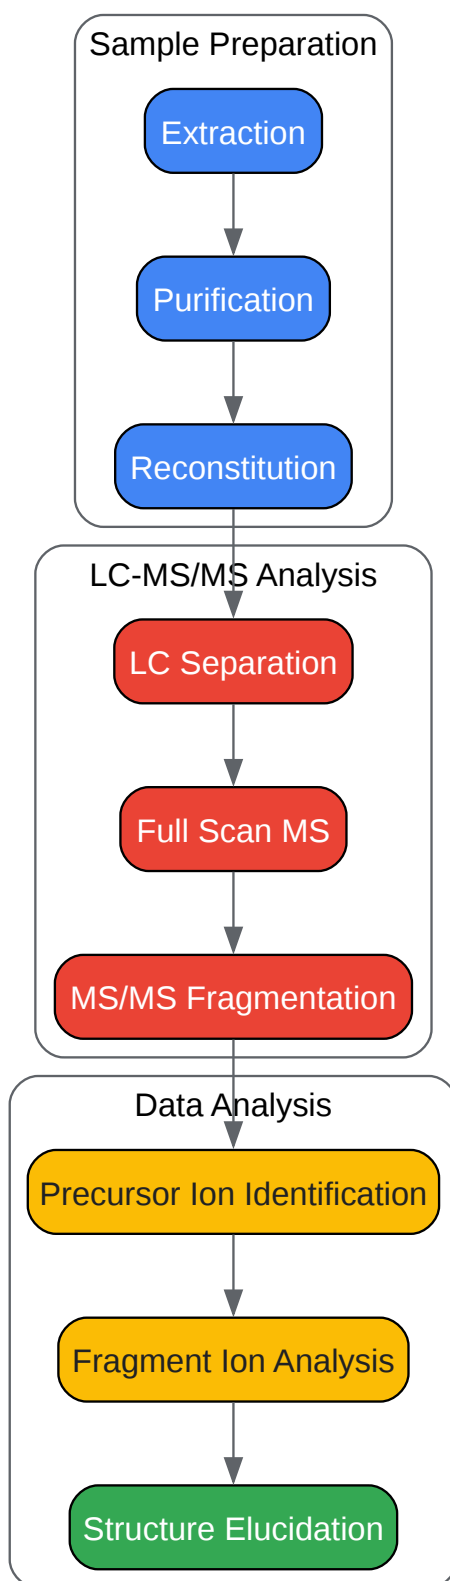 Sample Preparation
Extraction
Purification
Reconstitution
LC-MS/MS Analysis
LC Separation
Full Scan MS
MS/MS Fragmentation
Data Analysis
Precursor Ion Identification
Fragment Ion Analysis
Structure Elucidation